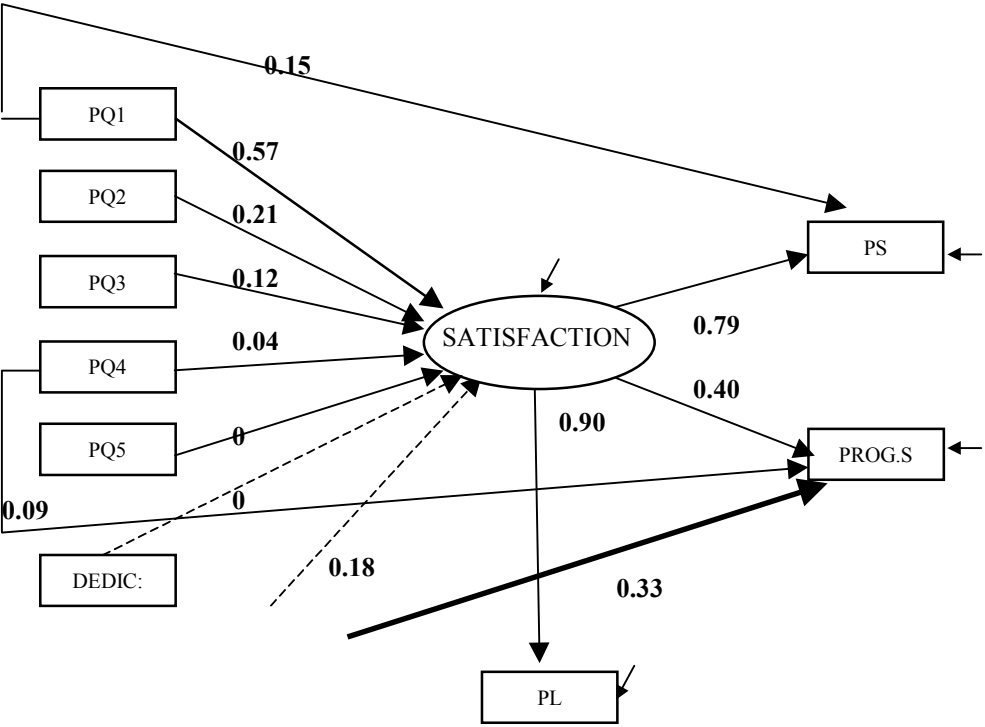 0.15
PQ1
0.57
PQ2
0.21
PS
PQ3
0.12
SATISFACTION
0.79
0.04
PQ4
0.40
0.90
PQ5
0
PROG.S
0.09
0
DEDIC:
0.18
0.33
PL